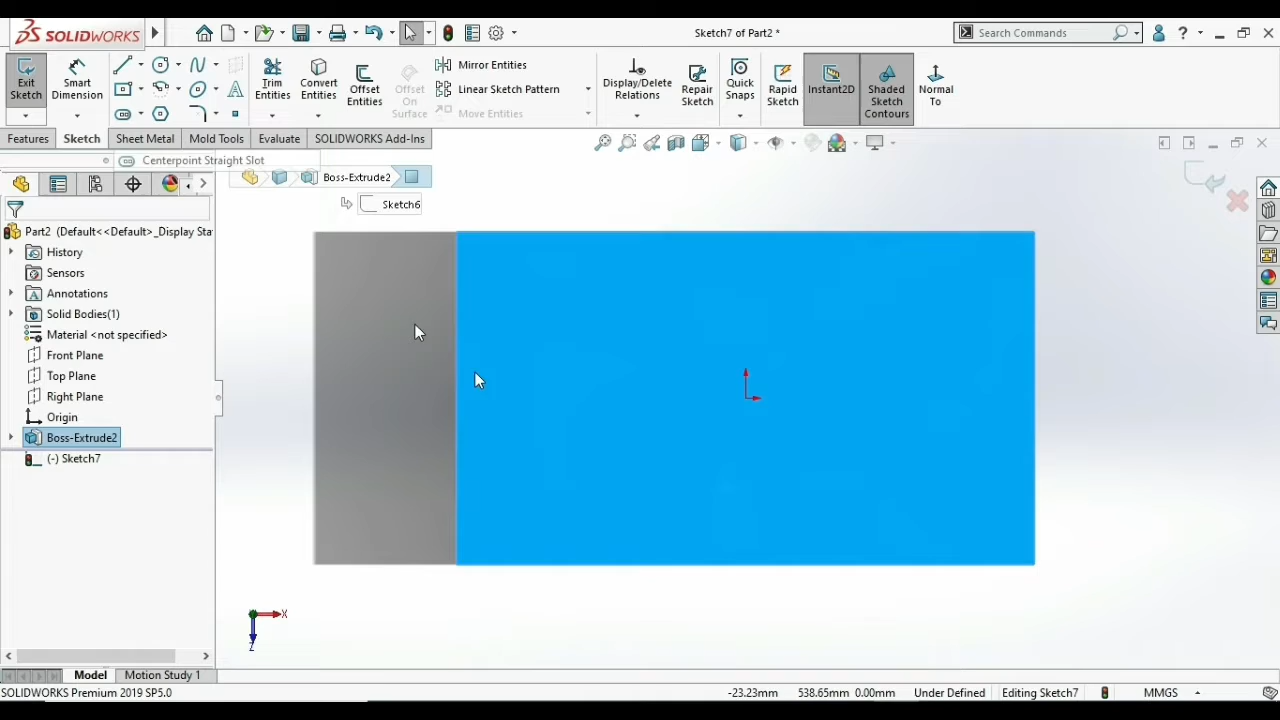 SOLIDWORKS
Sketch7 of Part2 *
Search Commands
?
Exit Sketch
Smart Dimension
Trim Entities
Convert Entities
Offset Entities
Offset On Surface
Mirror Entities
Linear Sketch Pattern
Move Entities
Display/Delete Relations
Repair Sketch
Quick Snaps
Rapid Sketch
Instant2D
Shaded Sketch Contours
Normal To
Features
Sketch
Sheet Metal
Mold Tools
Evaluate
SOLIDWORKS Add-Ins
Centerpoint Straight Slot
Boss-Extrude2
Sketch6
Part2 (Default<<Default>_Display Sta
History
Sensors
Annotations
Solid Bodies(1)
Material <not specified>
Front Plane
Top Plane
Right Plane
Origin
Boss-Extrude2
(-) Sketch7
X
Z
Model
Motion Study 1
SOLIDWORKS Premium 2019 SP5.0
-23.23mm 538.65mm 0.00mm Under Defined Editing Sketch7 MMGS